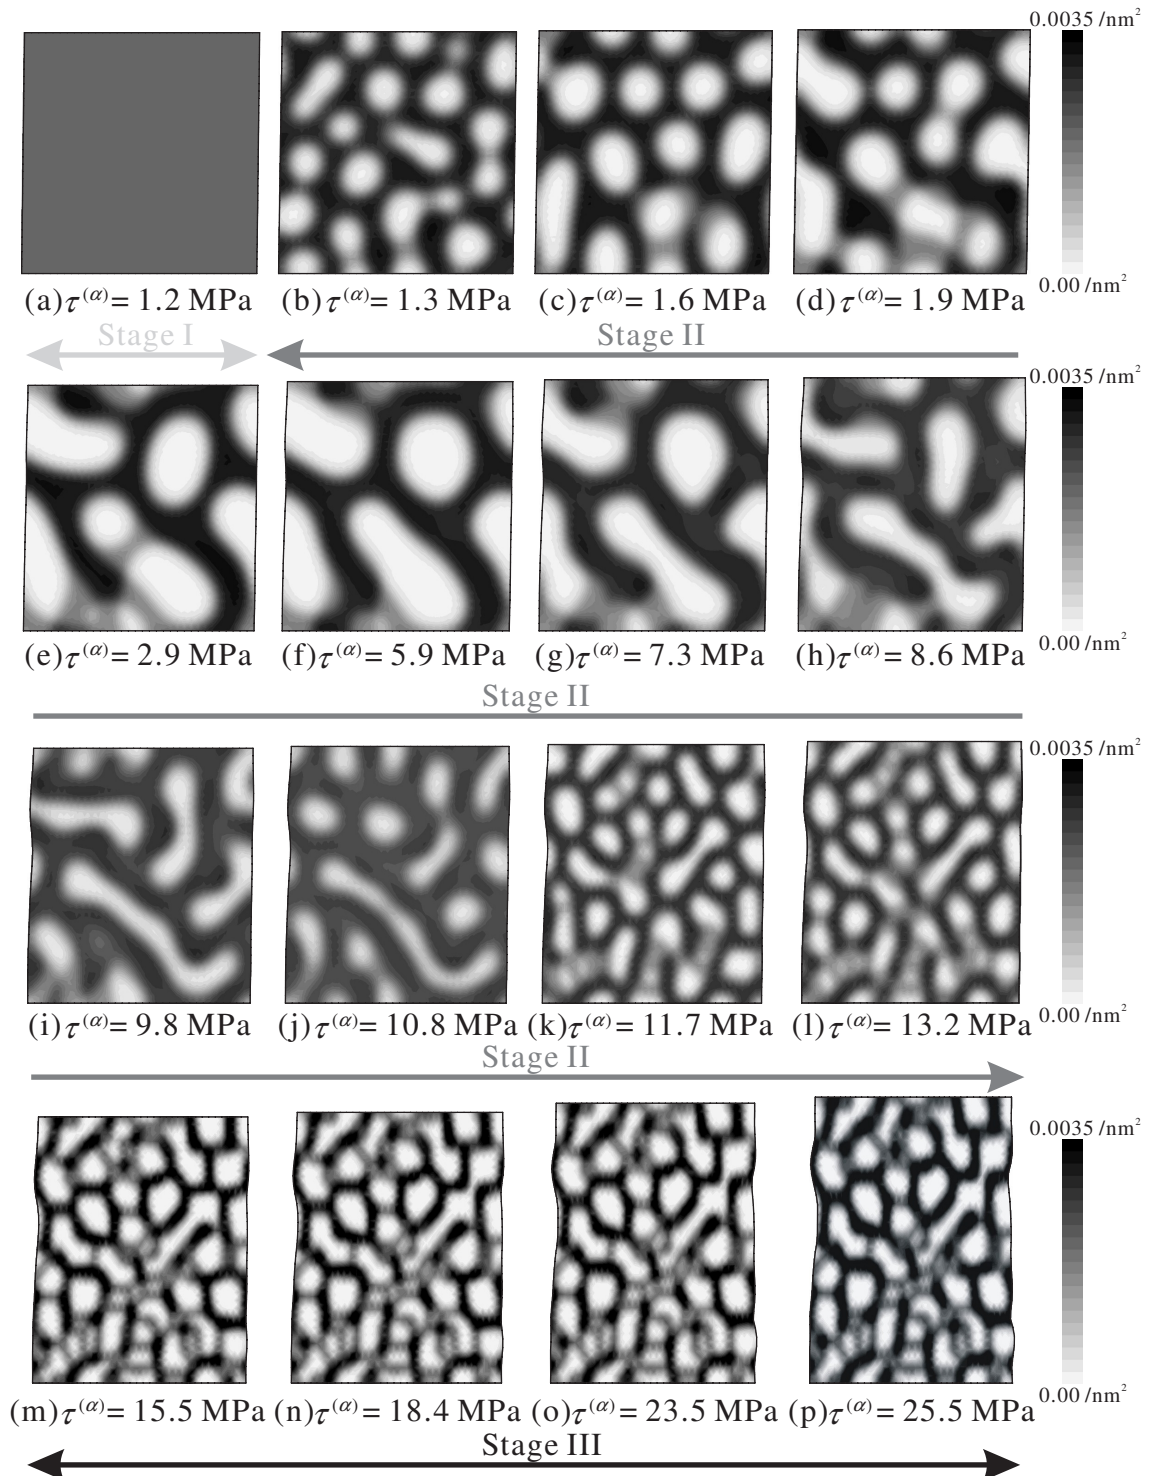 0.0035 /nm²
(a)τ⁽ᵅ⁾= 1.2 MPa (b)τ⁽ᵅ⁾= 1.3 MPa (c)τ⁽ᵅ⁾= 1.6 MPa (d)τ⁽ᵅ⁾= 1.9 MPa
0.00 /nm²
Stage I Stage II
0.0035 /nm²
0.00 /nm²
(e)τ⁽ᵅ⁾= 2.9 MPa (f)τ⁽ᵅ⁾= 5.9 MPa (g)τ⁽ᵅ⁾= 7.3 MPa (h)τ⁽ᵅ⁾= 8.6 MPa
Stage II
0.0035 /nm²
0.00 /nm²
(i)τ⁽ᵅ⁾= 9.8 MPa (j)τ⁽ᵅ⁾= 10.8 MPa (k)τ⁽ᵅ⁾= 11.7 MPa (l)τ⁽ᵅ⁾= 13.2 MPa
Stage II
0.0035 /nm²
0.00 /nm²
(m)τ⁽ᵅ⁾= 15.5 MPa (n)τ⁽ᵅ⁾= 18.4 MPa (o)τ⁽ᵅ⁾= 23.5 MPa (p)τ⁽ᵅ⁾= 25.5 MPa
Stage III